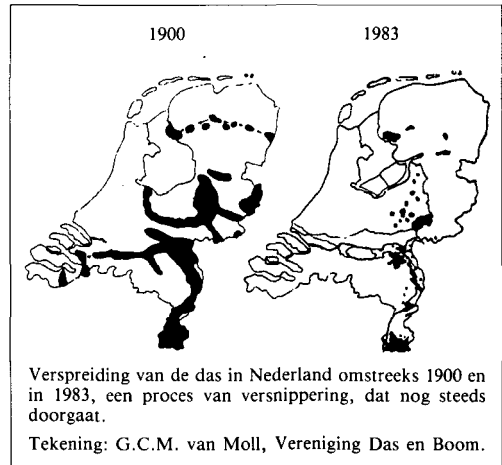 1900 1983
Verspreiding van de das in Nederland omstreeks 1900 en
in 1983, een proces van versnippering, dat nog steeds
doorgaat.
Tekening: G.C.M. van Moll, Vereniging Das en Boom.